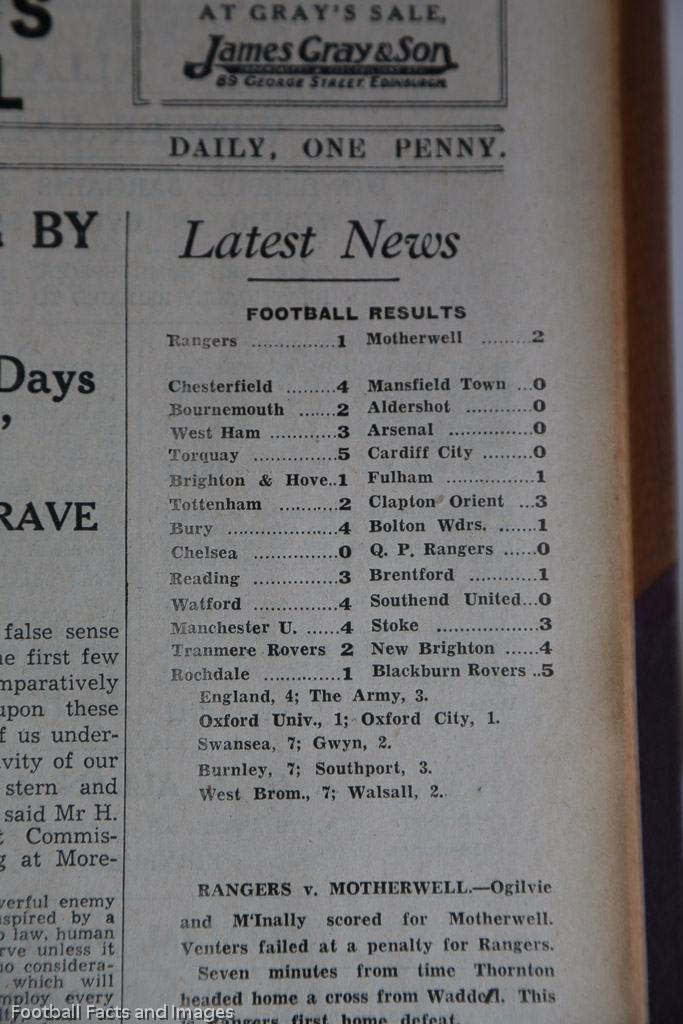 S
L
AT GRAY'S SALE,
James Gray & Son
89 GEORGE STREET. EDINBURGH
DAILY, ONE PENNY.
BY
Days
RAVE
false sense
he first few
mparatively
upon these
f us under-
vity of our
stern and
said Mr H.
t Commis-
g at More-
verful enemy
nspired by a
o law, human
rve unless it
no considera-
which will
mploy every
Latest News
FOOTBALL RESULTS
Rangers ..............1 Motherwell ........2
Chesterfield ........4 Mansfield Town ...0
Bournemouth .......2 Aldershot ...........0
West Ham ............3 Arsenal .............0
Torquay ..............5 Cardiff City ........0
Brighton & Hove..1 Fulham ..............1
Tottenham ..........2 Clapton Orient ...3
Bury ..................4 Bolton Wdrs. .......1
Chelsea ..............0 Q. P. Rangers ......0
Reading ..............3 Brentford ...........1
Watford ..............4 Southend United...0
Manchester U. ......4 Stoke ................3
Tranmere Rovers 2 New Brighton ......4
Rochdale .............1 Blackburn Rovers ..5
England, 4; The Army, 3.
Oxford Univ., 1; Oxford City, 1.
Swansea, 7; Gwyn, 2.
Burnley, 7; Southport, 3.
West Brom., 7; Walsall, 2.
RANGERS v. MOTHERWELL.—Ogilvie
and M'Inally scored for Motherwell.
Venters failed at a penalty for Rangers.
Seven minutes from time Thornton
headed home a cross from Waddell. This
is Rangers first home defeat.
Football Facts and Images